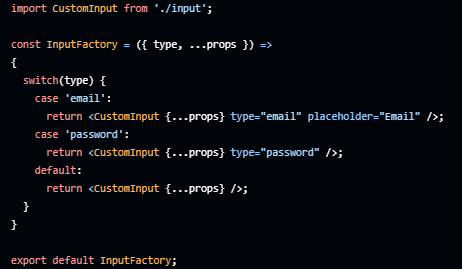 import CustomInput from './input';
const InputFactory = ({ type, ...props }) =>
{
switch(type) {
case 'email':
return <CustomInput {...props} type="email" placeholder="Email" />;
case 'password':
return <CustomInput {...props} type="password" />;
default:
return <CustomInput {...props} />;
}
}
export default InputFactory;